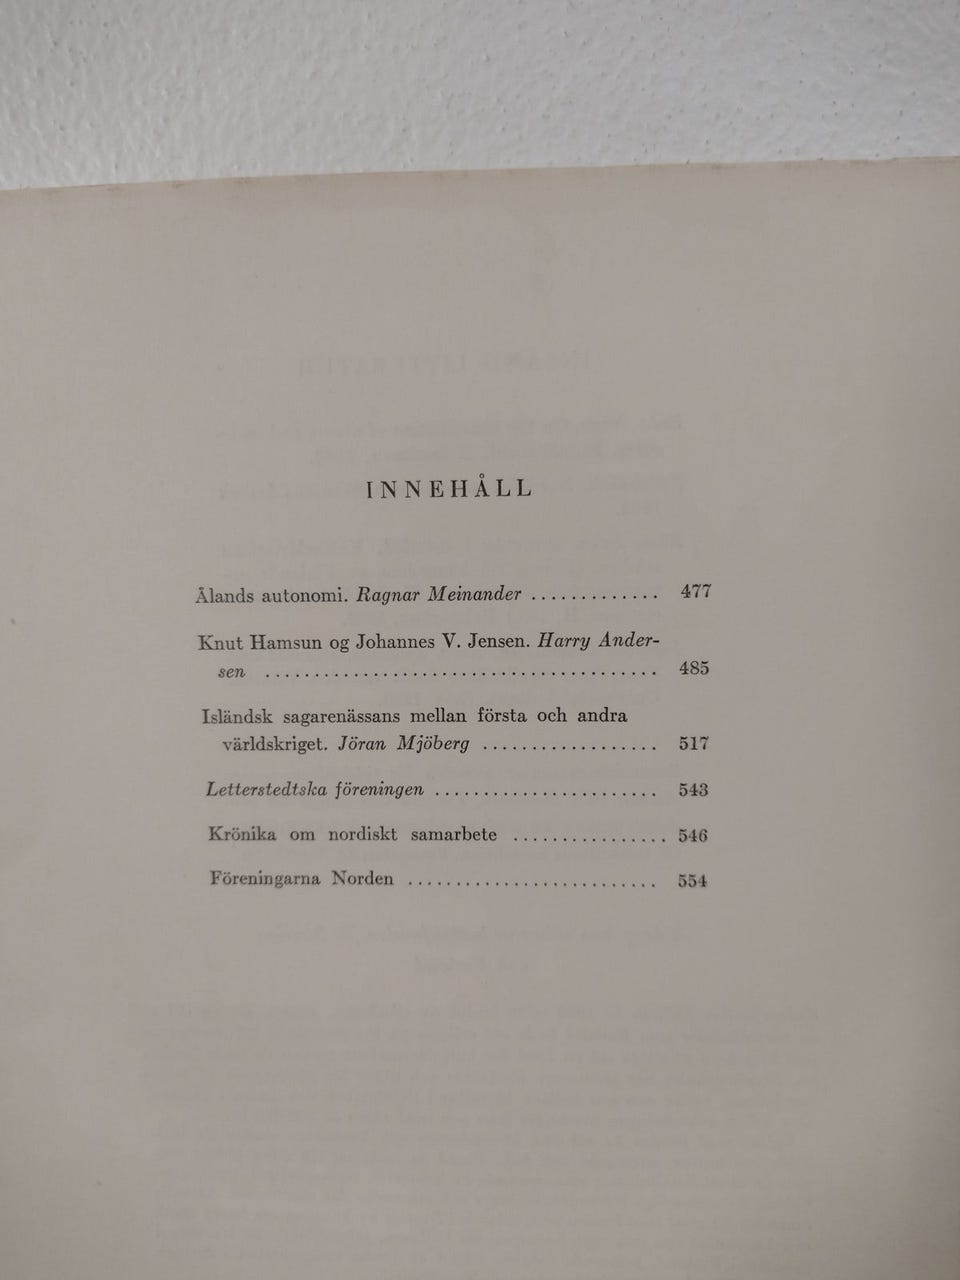 INNEHÅLL
Ålands autonomi. Ragnar Meinander ............. 477
Knut Hamsun og Johannes V. Jensen. Harry Ander-
sen ........................................ 485
Isländsk sagarenässans mellan första och andra
världskriget. Jöran Mjöberg .................. 517
Letterstedtska föreningen ....................... 543
Krönika om nordiskt samarbete ................ 546
Föreningarna Norden .......................... 554